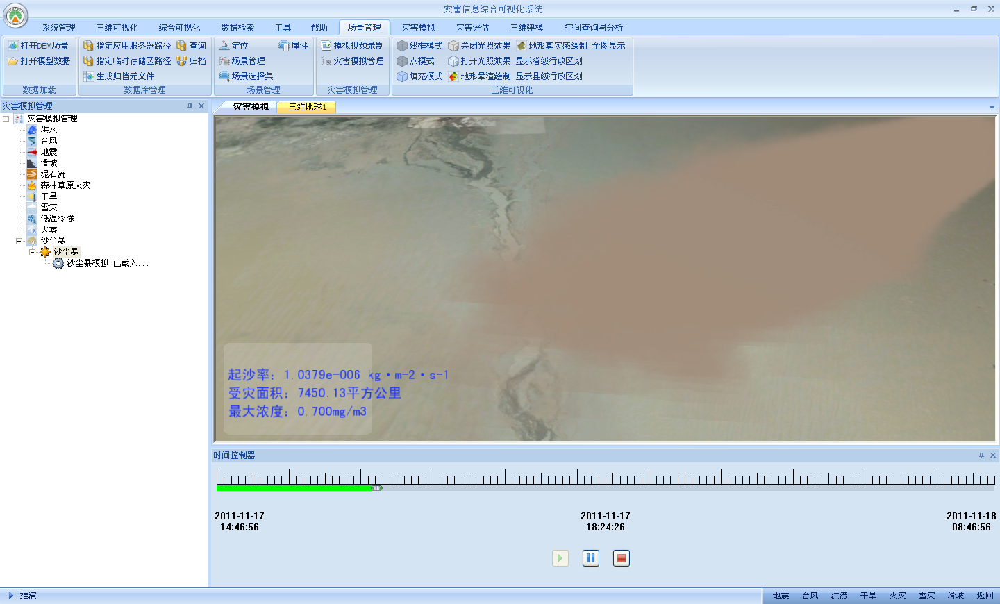 灾害信息综合可视化系统
系统管理 三维可视化 综合可视化 数据检索 工具 帮助 场景管理 灾害模拟 灾害评估 三维建模 空间查询与分析
打开DEM场景 指定应用服务器路径 查询 定位 属性 模拟视频录制 线框模式 关闭光照效果 地形真实感绘制 全图显示
打开模型数据 指定临时存储区路径 归档 场景管理 灾害模拟管理 点模式 打开光照效果 显示省级行政区划
生成归档元文件 场景选择集 填充模式 地形晕渲绘制 显示县级行政区划
数据加载 数据库管理 场景管理 灾害模拟管理 三维可视化
灾害模拟管理
灾害模拟 三维地球1
灾害模拟管理
洪水
台风
地震
滑坡
泥石流
森林草原火灾
干旱
雪灾
低温冷冻
大雾
沙尘暴
沙尘暴
沙尘暴模拟 已载入...
起沙率: 1.0379e-006 kg·m-2·s-1
受灾面积: 7450.13平方公里
最大浓度: 0.700mg/m3
时间控制器
2011-11-17 2011-11-17 2011-11-18
14:46:56 18:24:26 08:46:56
推演 地震 台风 洪涝 干旱 火灾 雪灾 滑坡 返回